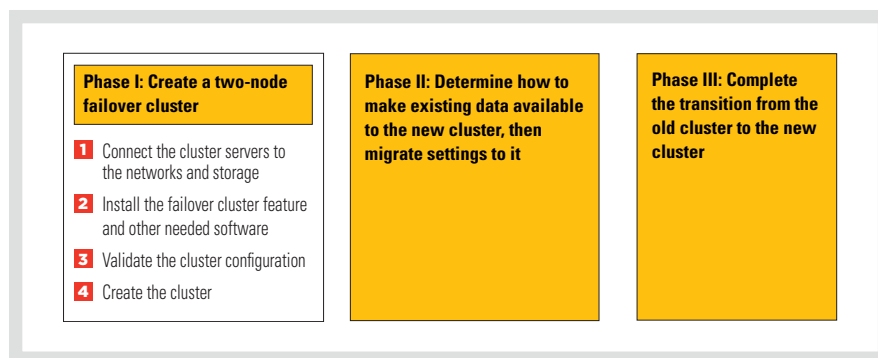 Phase I: Create a two-node
failover cluster
1 Connect the cluster servers to
the networks and storage
2 Install the failover cluster feature
and other needed software
3 Validate the cluster configuration
4 Create the cluster
Phase II: Determine how to
make existing data available
to the new cluster, then
migrate settings to it
Phase III: Complete
the transition from the
old cluster to the new
cluster